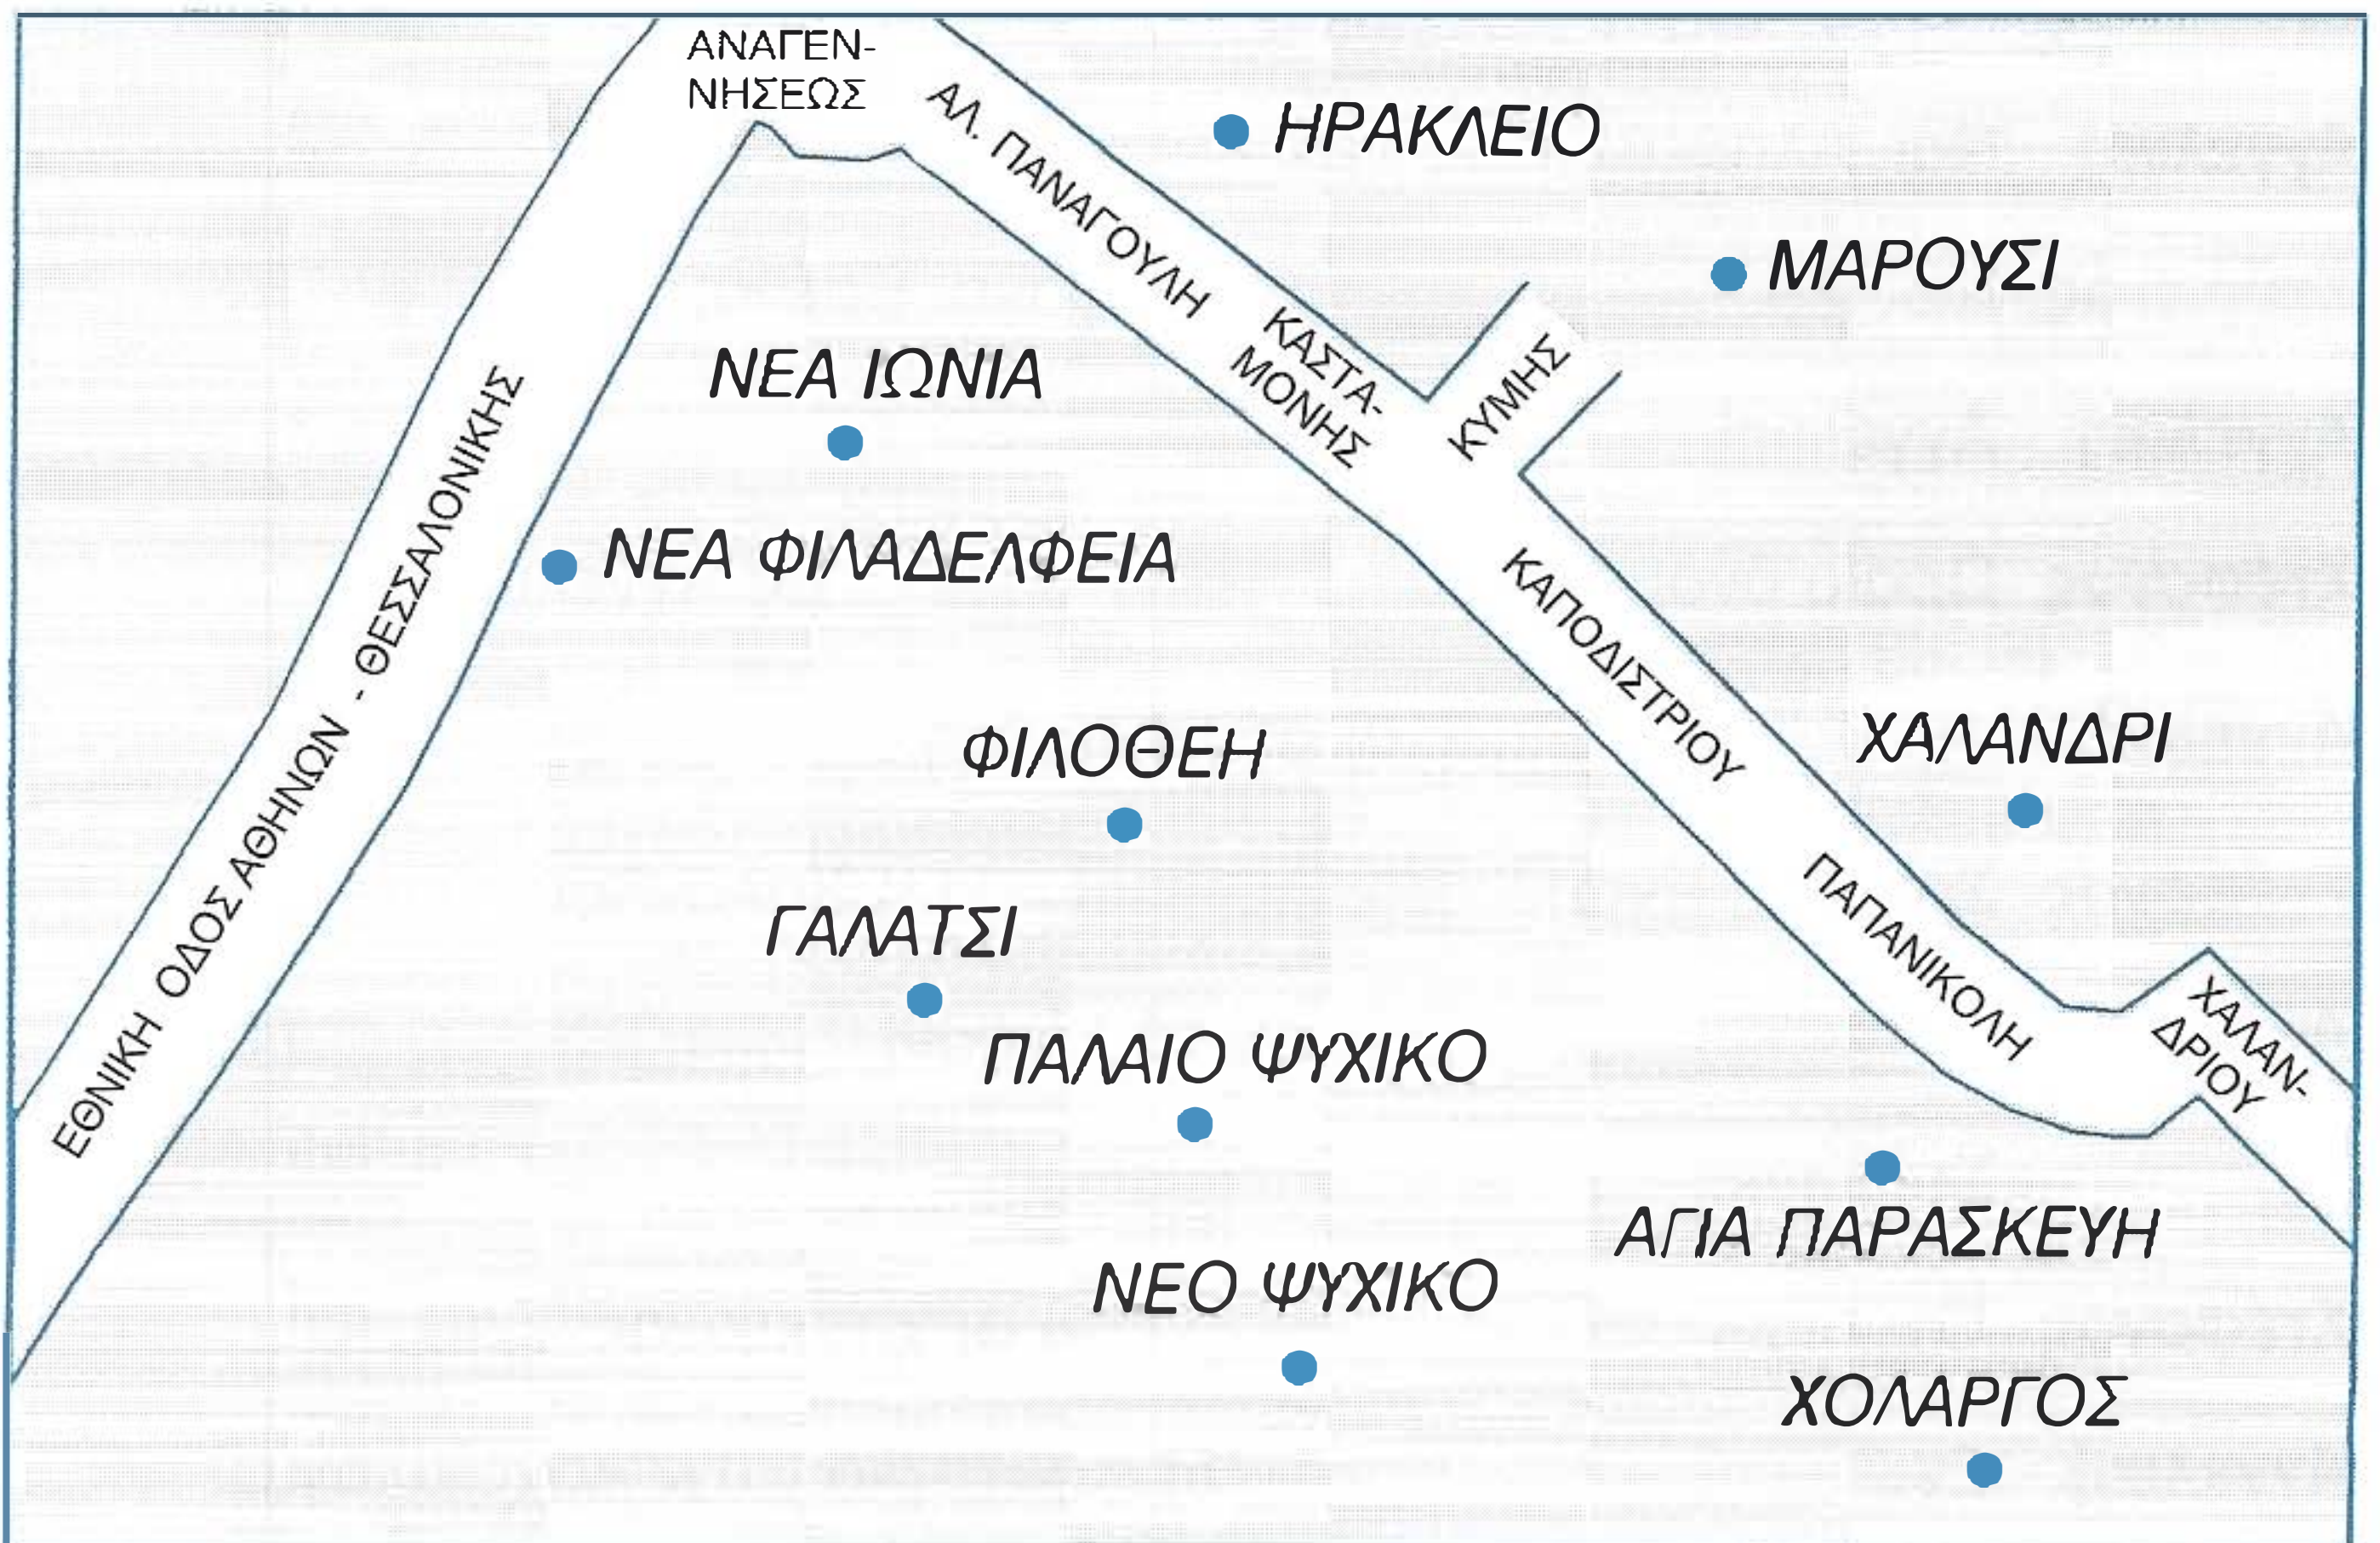 ΑΝΑΓΕΝ-
ΝΗΣΕΩΣ
ΑΛ. ΠΑΝΑΓΟΥΛΗ
ΗΡΑΚΛΕΙΟ
ΜΑΡΟΥΣΙ
ΚΑΣΤΑ-
ΜΟΝΗΣ
ΚΥΜΗΣ
ΝΕΑ ΙΩΝΙΑ
ΝΕΑ ΦΙΛΑΔΕΛΦΕΙΑ
ΕΘΝΙΚΗ ΟΔΟΣ ΑΘΗΝΩΝ - ΘΕΣΣΑΛΟΝΙΚΗΣ
ΚΑΠΟΔΙΣΤΡΙΟΥ
ΦΙΛΟΘΕΗ
ΧΑΛΑΝΔΡΙ
ΠΑΠΑΝΙΚΟΛΗ
ΓΑΛΑΤΣΙ
ΧΑΛΑΝ-
ΔΡΙΟΥ
ΠΑΛΑΙΟ ΨΥΧΙΚΟ
ΑΓΙΑ ΠΑΡΑΣΚΕΥΗ
ΝΕΟ ΨΥΧΙΚΟ
ΧΟΛΑΡΓΟΣ